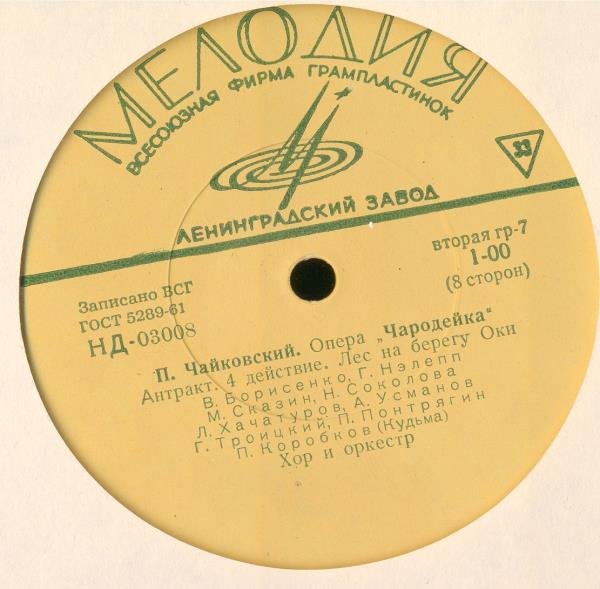 МЕЛОДИЯ
ВСЕСОЮЗНАЯ ФИРМА ГРАМПЛАСТИНОК
33
ЛЕНИНГРАДСКИЙ ЗАВОД
Записано ВСГ
ГОСТ 5289-61
НД-03008
вторая гр-7
1-00
(8 сторон)
П. Чайковский. Опера „Чародейка"
Антракт. 4 действие. Лес на берегу Оки
В. Борисенко, Г. Нэлепп
М. Сказин, Н. Соколова
Л. Хачатуров, А. Усманов
Г. Троицкий, П. Понтрягин
П. Коробков (Кудьма)
Хор и оркестр